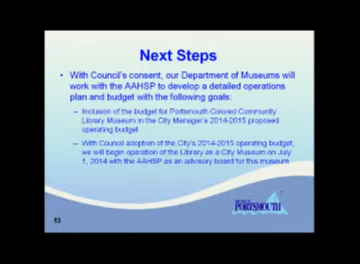 Next Steps
• With Council's consent, our Department of Museums will
work with the AAHSP to develop a detailed operations
plan and budget with the following goals:
– Inclusion of the budget for Portsmouth Colored Community
Library Museum in the City Manager's 2014-2015 proposed
operating budget
– With Council adoption of the City's 2014-2015 operating budget,
we will begin operation of the Library as a City Museum on July
1, 2014 with the AAHSP as an advisory board for this museum
PORTSMOUTH
13